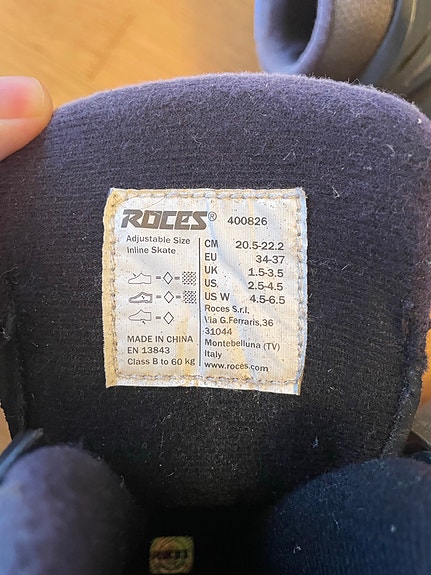 ROCES® 400826
Adjustable Size
Inline Skate
CM 20.5-22.2
EU 34-37
UK 1.5-3.5
US. 2.5-4.5
US W 4.5-6.5
Roces S.r.l.
Via G.Ferraris,36
31044
Montebelluna (TV)
Italy
www.roces.com
MADE IN CHINA
EN 13843
Class B to 60 kg